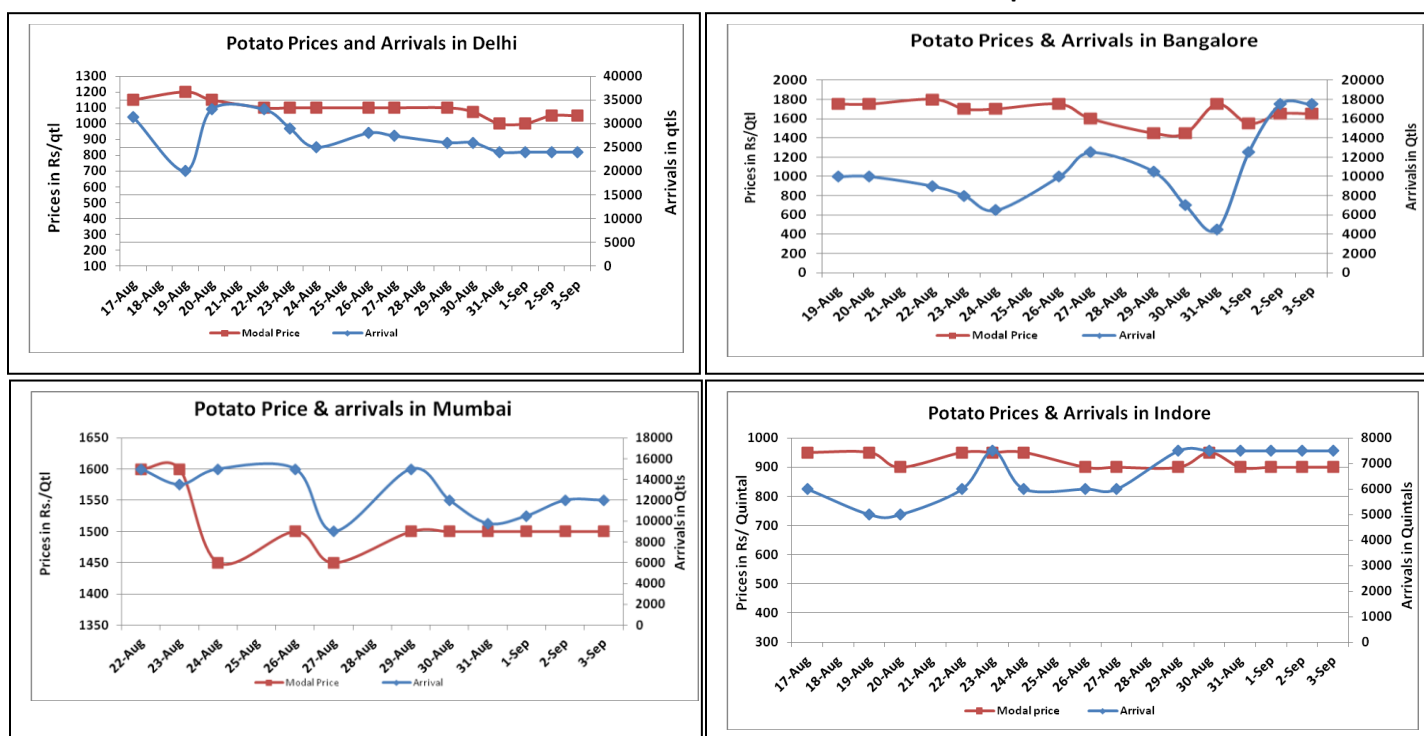 Potato Prices and Arrivals in Delhi
Prices in Rs/qtl
1300
1200
1100
1000
900
800
700
600
500
400
300
200
100
40000
35000
30000
25000
20000
15000
10000
5000
0
Arrivals in qtls
17-Aug
18-Aug
19-Aug
20-Aug
21-Aug
22-Aug
23-Aug
24-Aug
25-Aug
26-Aug
27-Aug
28-Aug
29-Aug
30-Aug
31-Aug
1-Sep
2-Sep
3-Sep
Modal Price Arrival
Potato Prices & Arrivals in Bangalore
Prices in Rs/Qtl
2000
1800
1600
1400
1200
1000
800
600
400
200
0
20000
18000
16000
14000
12000
10000
8000
6000
4000
2000
0
Arrivals in Qtls
19-Aug
20-Aug
21-Aug
22-Aug
23-Aug
24-Aug
25-Aug
26-Aug
27-Aug
28-Aug
29-Aug
30-Aug
31-Aug
1-Sep
2-Sep
3-Sep
Modal Price Arrival
Potato Price & arrivals in Mumbai
Prices in Rs./Qtl
1650
1600
1550
1500
1450
1400
1350
18000
16000
14000
12000
10000
8000
6000
4000
2000
0
Arrivals in Qtls
22-Aug
23-Aug
24-Aug
25-Aug
26-Aug
27-Aug
28-Aug
29-Aug
30-Aug
31-Aug
1-Sep
2-Sep
3-Sep
Modal Price Arrival
Potato Prices & Arrivals in Indore
Prices in Rs/ Quintal
1000
900
800
700
600
500
400
300
8000
7000
6000
5000
4000
3000
2000
1000
0
Arrivals in Quintals
17-Aug
18-Aug
19-Aug
20-Aug
21-Aug
22-Aug
23-Aug
24-Aug
25-Aug
26-Aug
27-Aug
28-Aug
29-Aug
30-Aug
31-Aug
1-Sep
2-Sep
3-Sep
Modal price Arrival